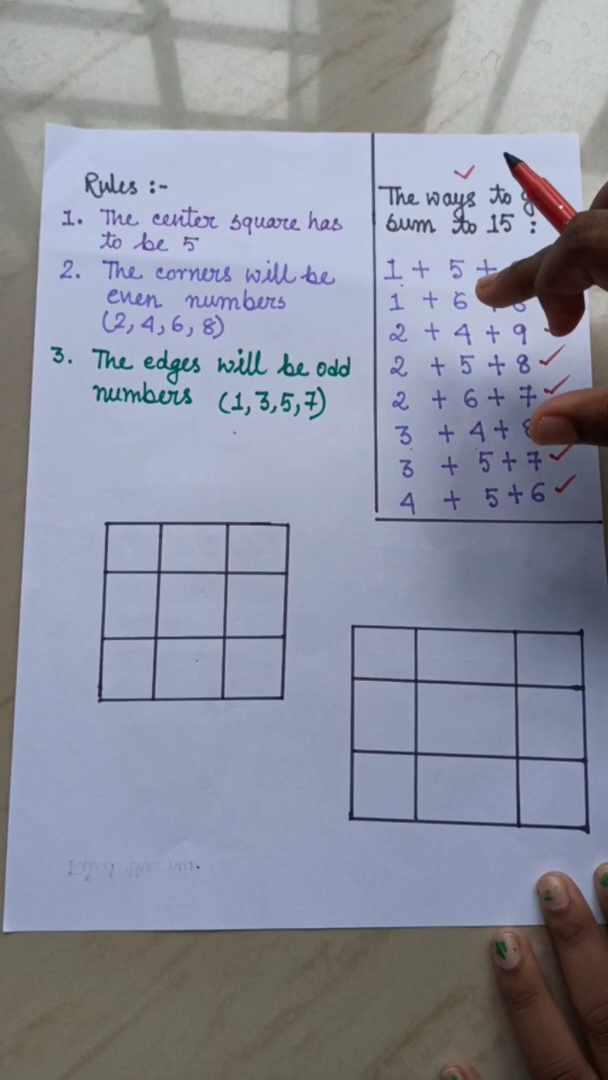 Rules :-
1. The center square has
to be 5
2. The corners will be
even numbers
(2, 4, 6, 8)
3. The edges will be odd
numbers (1, 3, 5, 7)
The ways to
sum to 15 :
1 + 5 +
1 + 6
2 + 4 + 9
2 + 5 + 8
2 + 6 + 7
3 + 4 +
3 + 5 + 7
4 + 5 + 6
Find the